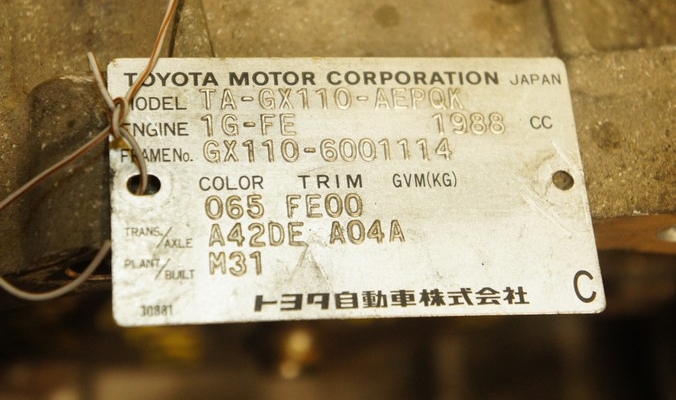 TOYOTA MOTOR CORPORATION JAPAN
MODEL TA-GX110-AEPQK
ENGINE 1G-FE 1988 CC
FRAME No. GX110-6001114
COLOR TRIM GVM(KG)
065 FE00
TRANS./AXLE A42DE A04A
PLANT/BUILT M31
30881
トヨタ自動車株式会社 C